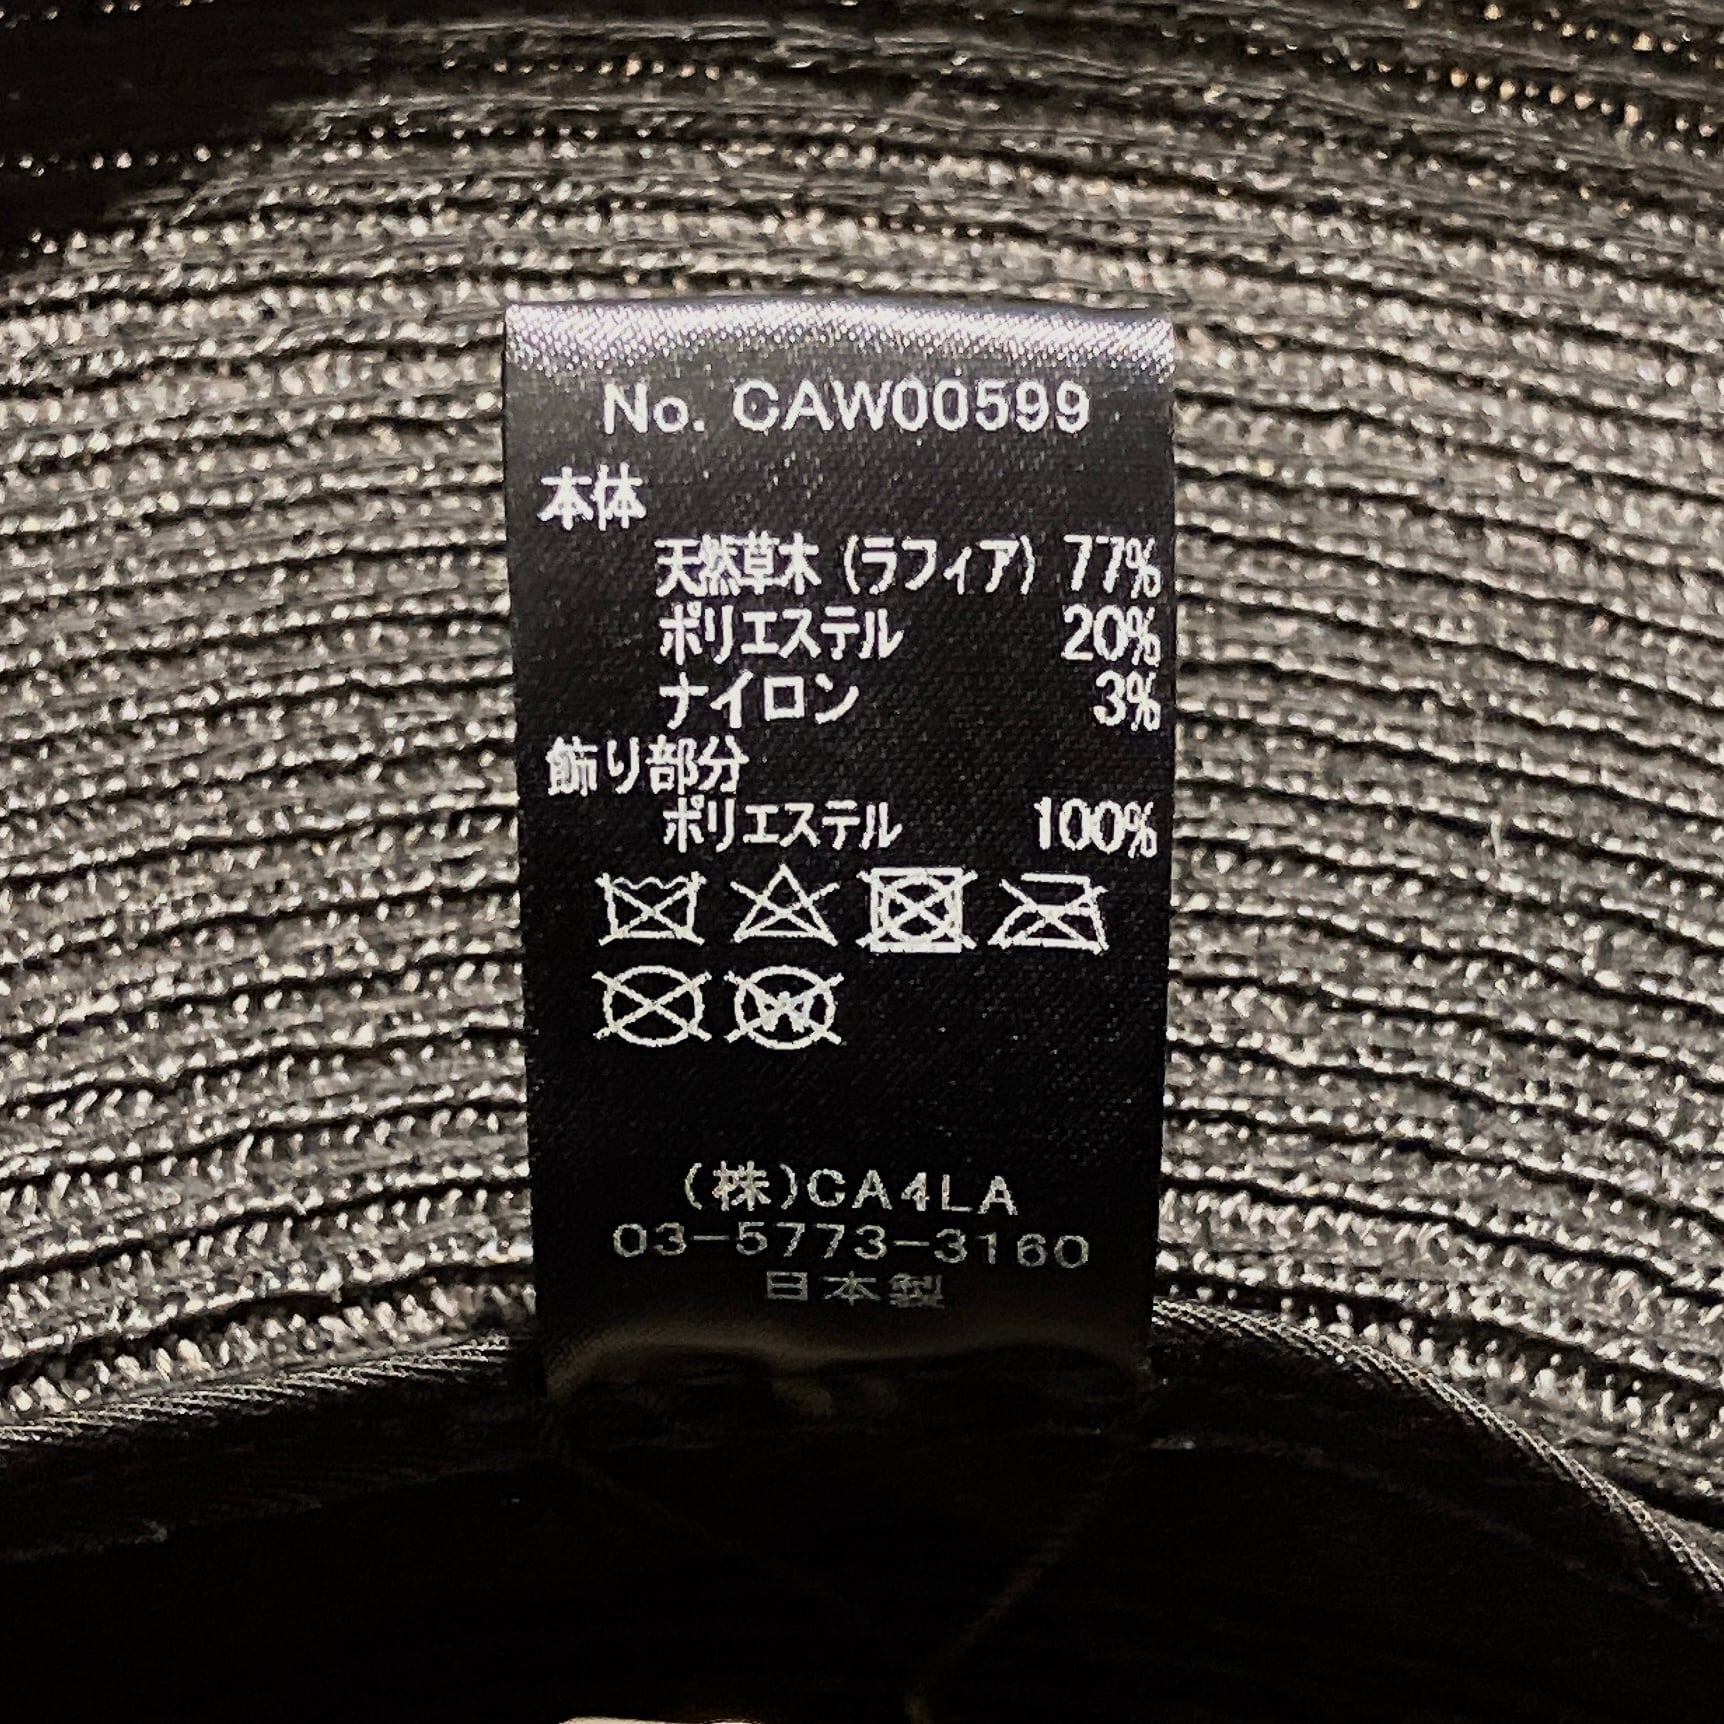 No. CAW00599
本体
天然草木(ラフィア) 77%
ポリエステル 20%
ナイロン 3%
飾り部分
ポリエステル 100%
W
(株)CA4LA
03-5773-3160
日本製